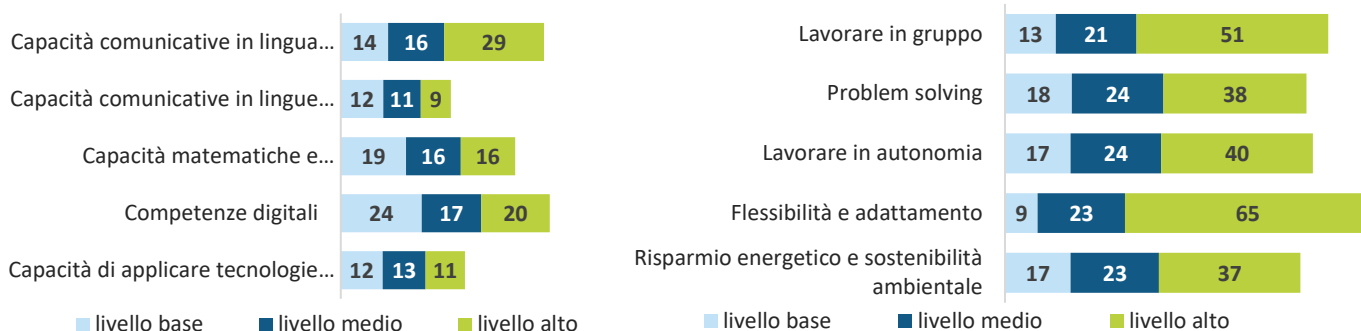 Capacità comunicative in lingua...
14 16 29
Capacità comunicative in lingue...
12 11 9
Capacità matematiche e...
19 16 16
Competenze digitali
24 17 20
Capacità di applicare tecnologie...
12 13 11
livello base livello medio livello alto
Lavorare in gruppo
13 21 51
Problem solving
18 24 38
Lavorare in autonomia
17 24 40
Flessibilità e adattamento
9 23 65
Risparmio energetico e sostenibilità
ambientale
17 23 37
livello base livello medio livello alto